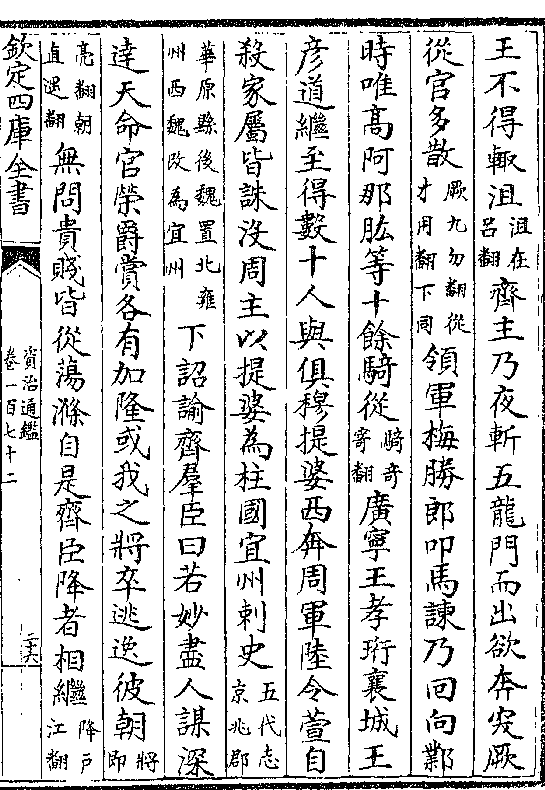 王不得輒沮沮在呂翻齊主乃夜斬五龍門而出欲奔突厥
從官多散厥九勿翻從才用翻下同領軍梅勝郎叩馬諫乃回向鄴
時唯髙阿那肱等十餘騎從騎奇寄翻廣寧王孝珩襄城王
彦道繼至得數十人與俱穆提婆西奔周軍陸令萱自
殺家屬皆誅没周主以提婆為柱國宜州刺史五代志京兆郡
華原縣後魏置北雍州西魏改為宜州下詔諭齊羣臣曰若妙盡人謀深
達天命官榮爵賞各有加隆或我之將卒逃逸彼朝將即
亮翻朝直遥翻無問貴賤皆從蕩滌自是齊臣降者相繼降户江翻
欽定四庫全書
資治通鑑
卷一百七十二
二十六